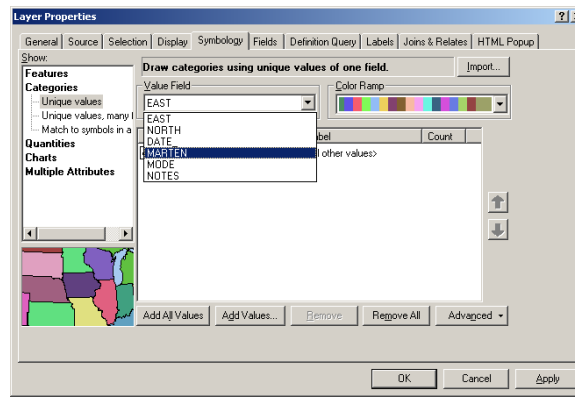 Layer Properties
General Source Selection Display Symbology Fields Definition Query Labels Joins & Relates HTML Popup
Show:
Features
Categories
Unique values
Unique values, many
Match to symbols in a
Quantities
Charts
Multiple Attributes
Draw categories using unique values of one field.
Import...
Value Field
EAST
Color Ramp
EAST
NORTH
DATE_
MARTEN
MODE
NOTES
Count
other values>
Add All Values Add Values... Remove Remove All Advanced
OK Cancel Apply